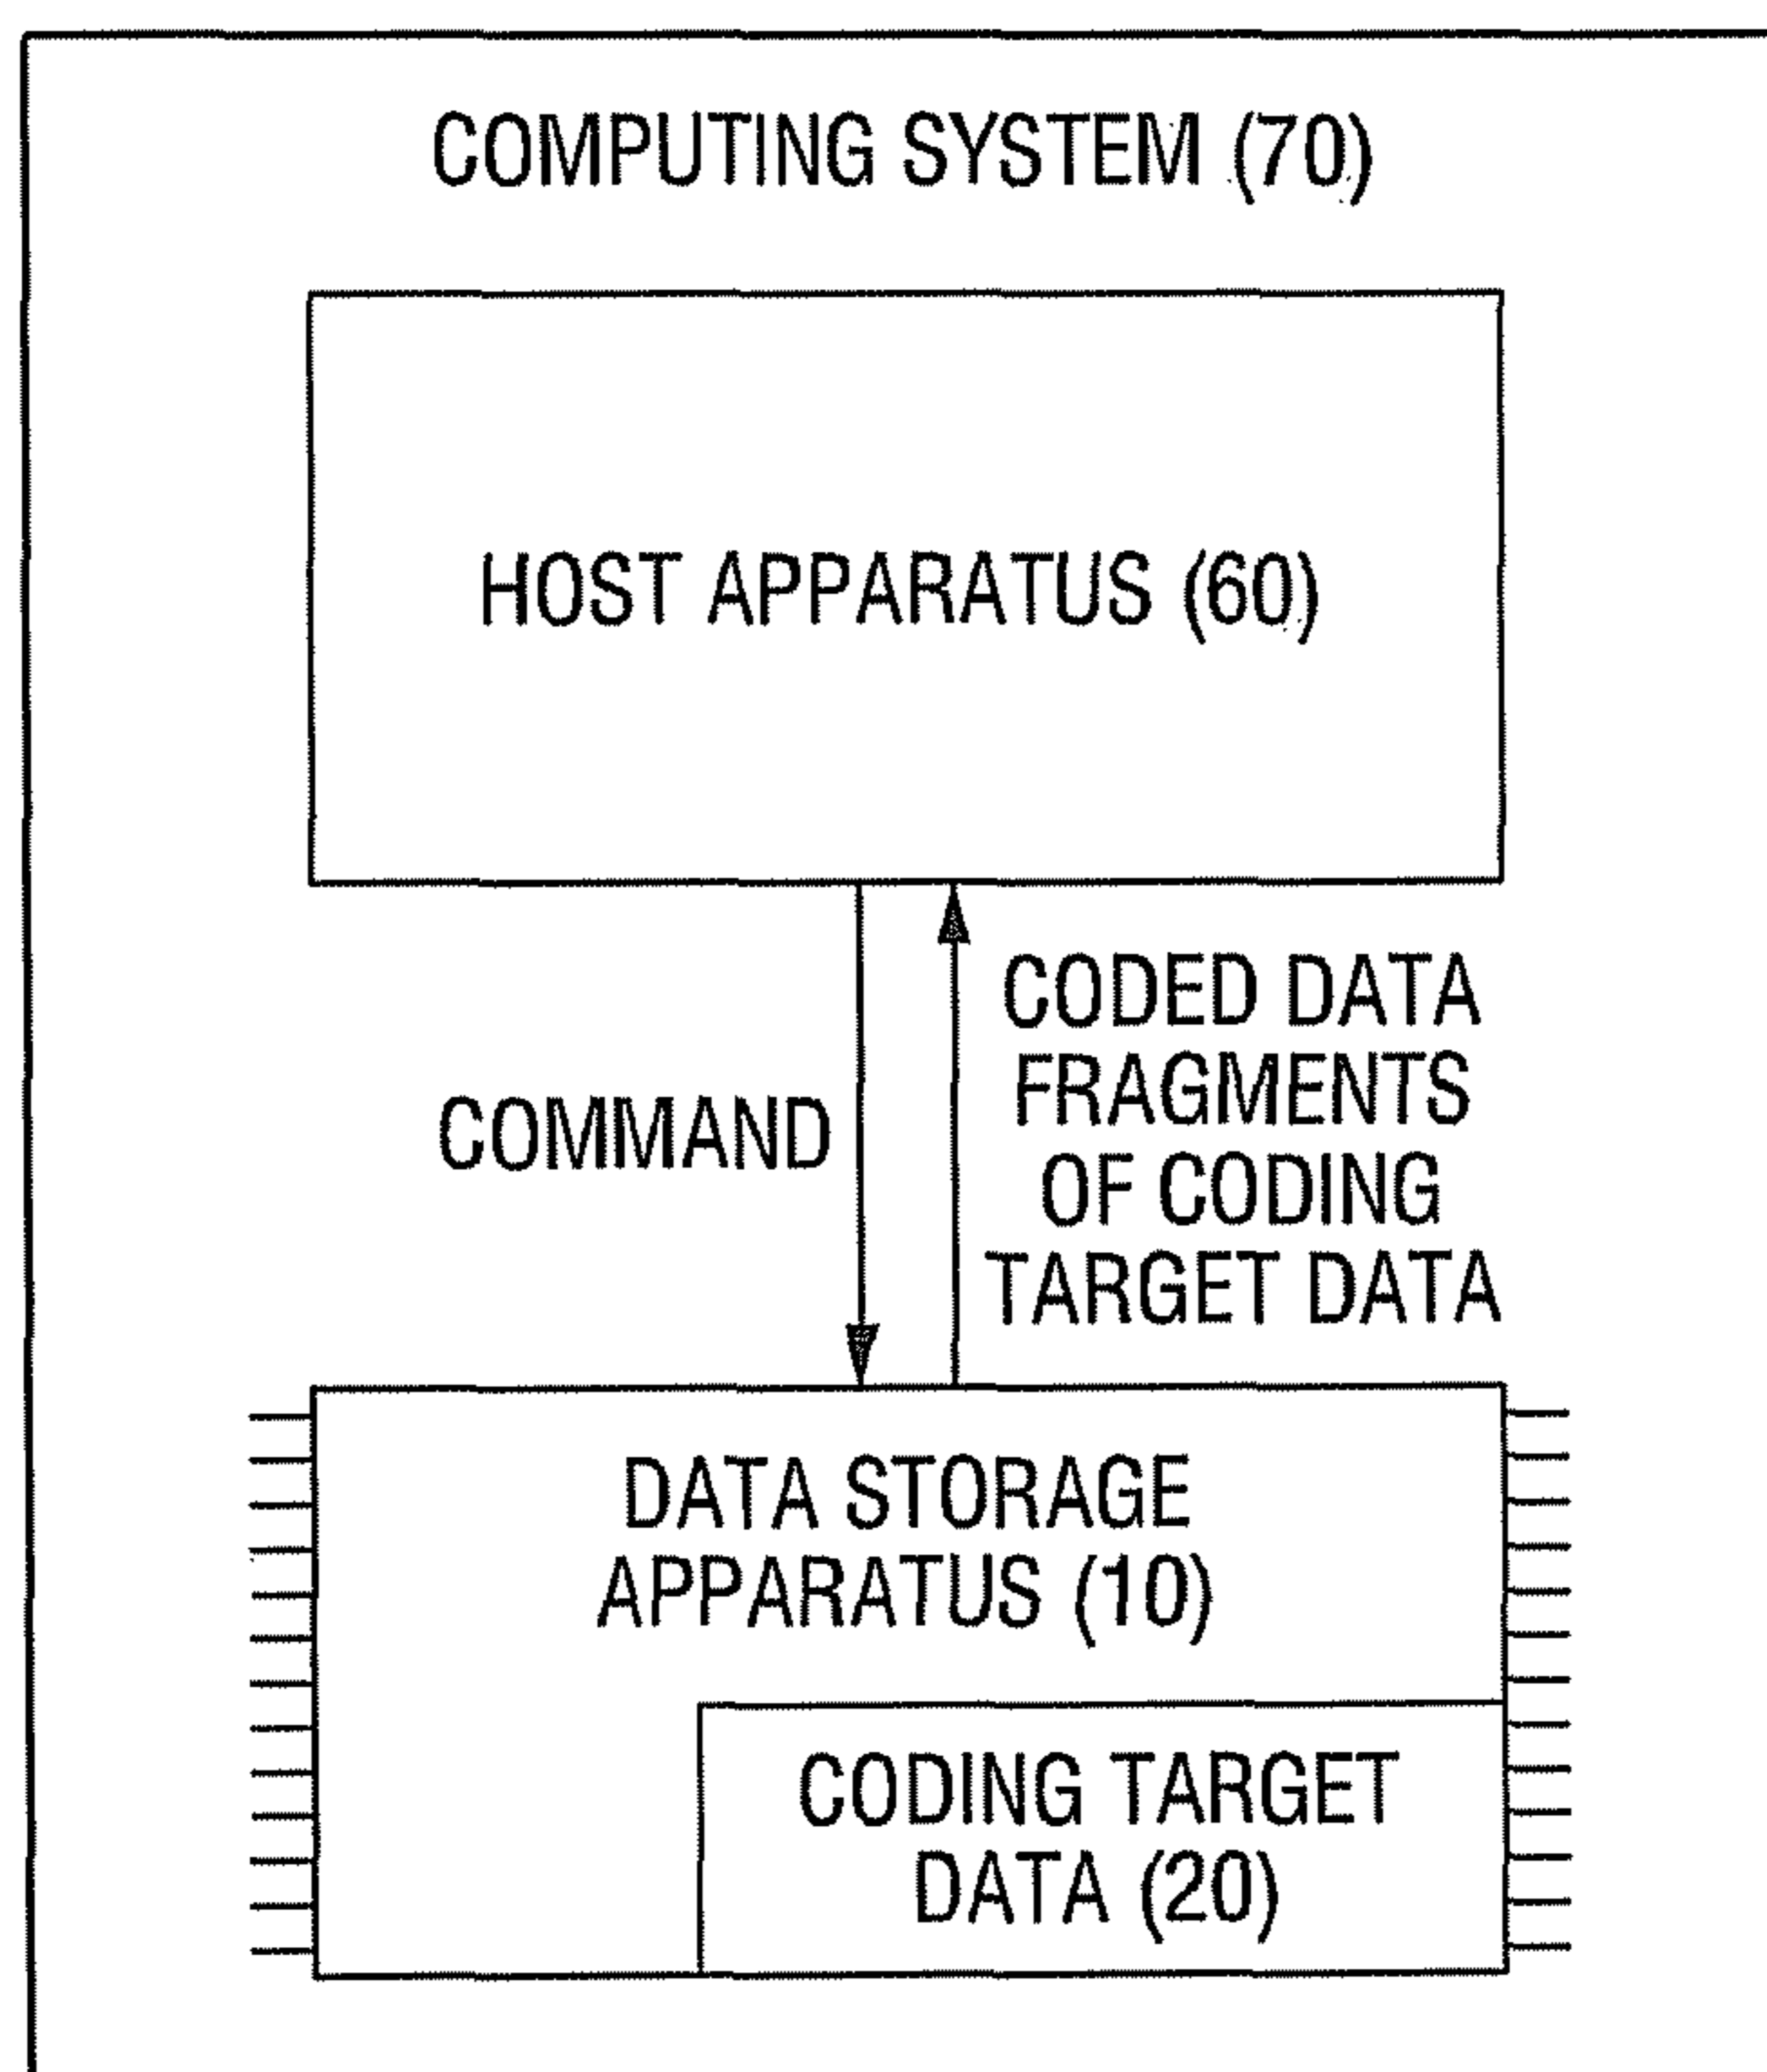 COMPUTING SYSTEM (70)
HOST APPARATUS (60)
COMMAND
CODED DATA
FRAGMENTS
OF CODING
TARGET DATA
DATA STORAGE
APPARATUS (10)
CODING TARGET
DATA (20)